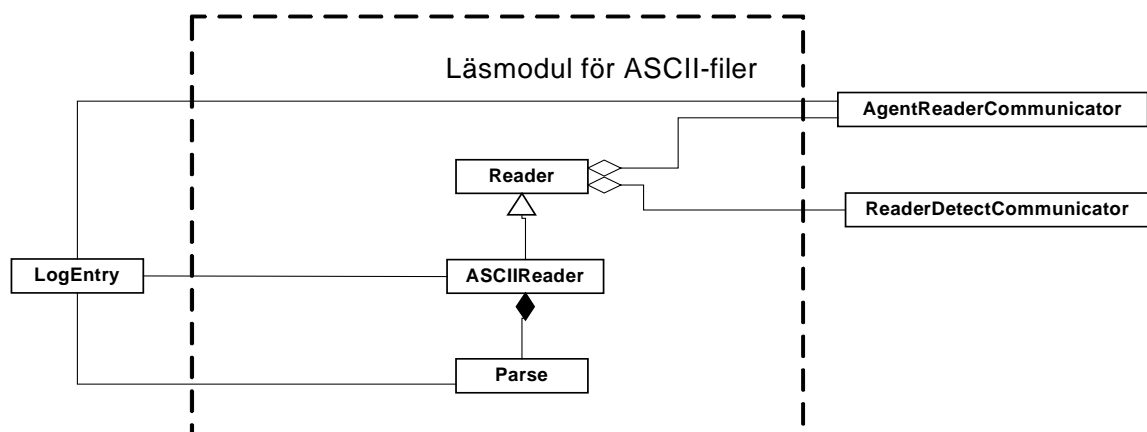 Läsmodul för ASCII-filer
AgentReaderCommunicator
Reader
ReaderDetectCommunicator
LogEntry
ASCIIReader
Parse